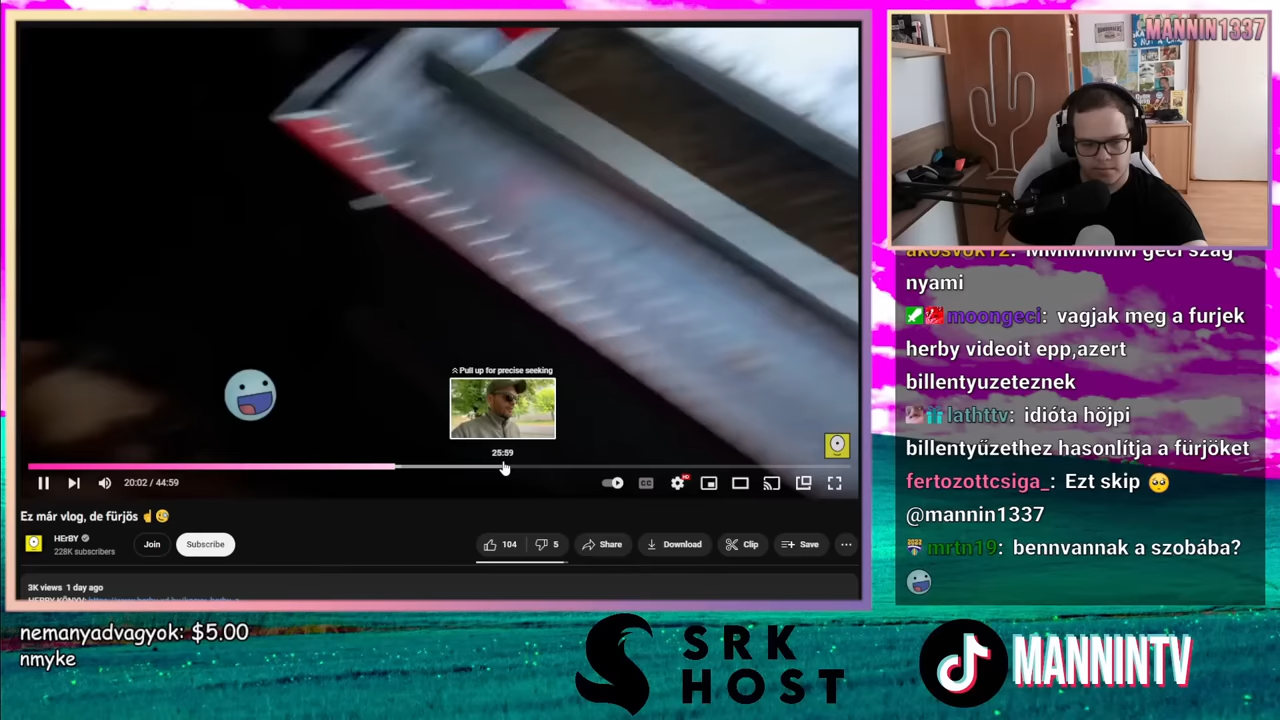 MANNIN1337
akosvok12: MMMMMMM geci szag
nyami
moongeci: vagjak meg a furjek
herby videoit epp,azert
billentyuzeteznek
lathttv: idióta höjpi
billentyűzethez hasonlítja a fürjöket
fertozottcsiga_: Ezt skip
@mannin1337
mrtn19: bennvannak a szobába?
Pull up for precise seeking
25:59
20:02 / 44:59
CC
HD
Ez már vlog, de fürjös
HErBY
228K subscribers
Join
Subscribe
104
5
Share
Download
Clip
Save
3K views 1 day ago
nemanyadvagyok: $5.00
nmyke
SRK
HOST
MANNINTV